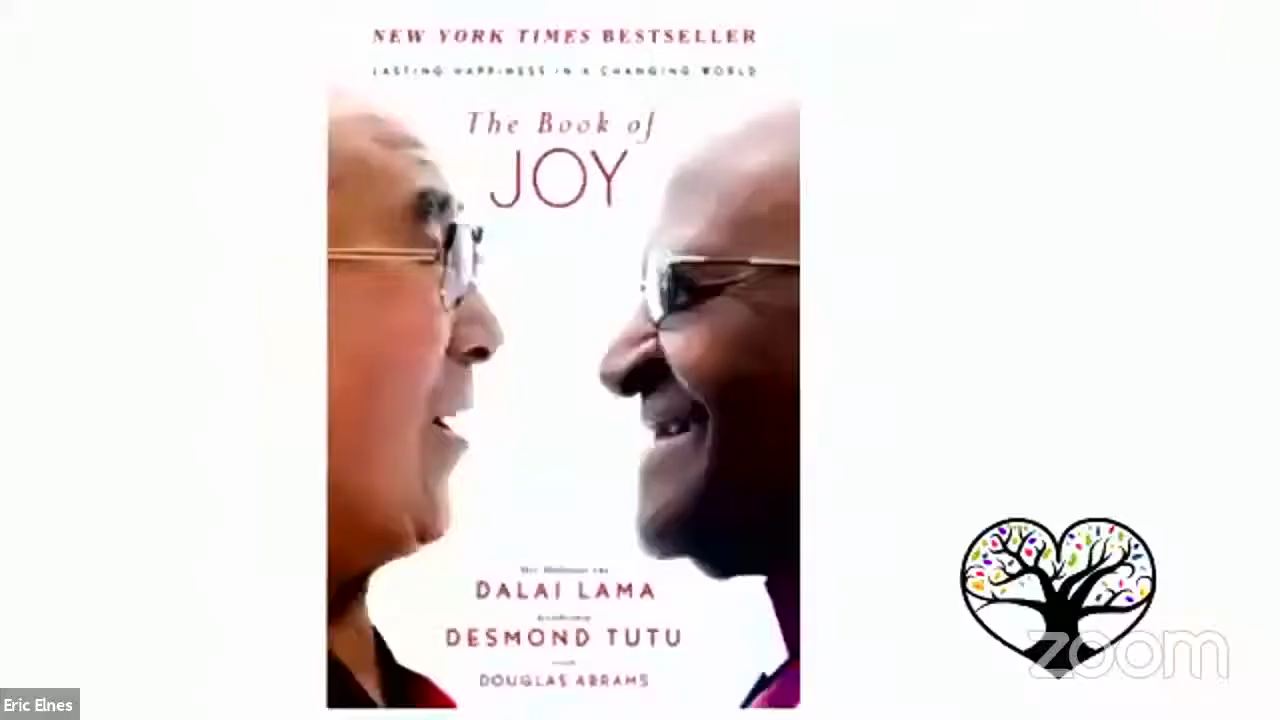 NEW YORK TIMES BESTSELLER
LASTING HAPPINESS IN A CHANGING WORLD
The Book of
JOY
DALAI LAMA
DESMOND TUTU
DOUGLAS ABRAMS
zoom
Eric Elnes